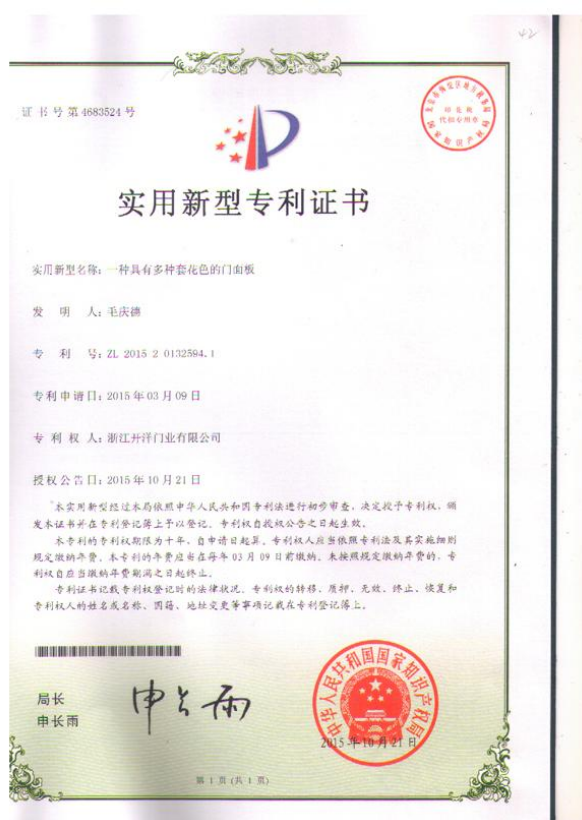 42
证书号第4683524号
实用新型专利证书
实用新型名称:一种具有多种套花色的门面板
发 明 人:毛庆德
专 利 号:ZL 2015 2 0132594.1
专利申请日:2015年03月09日
专 利 权 人:浙江开洋门业有限公司
授权公告日:2015年10月21日
本实用新型经过本局依照中华人民共和国专利法进行初步审查,决定授予专利权,颁
发本证书并在专利登记簿上予以登记。专利权自授权公告之日起生效。
本专利的专利权期限为十年,自申请日起算。专利权人应当依照专利法及其实施细则
规定缴纳年费。本专利的年费应当在每年03月09日前缴纳。未按照规定缴纳年费的,专
利权自应当缴纳年费期满之日起终止。
专利证书记载专利权登记时的法律状况。专利权的转移、质押、无效、终止、恢复和
专利权人的姓名或名称、国籍、地址变更等事项记载在专利登记簿上。
局长
申长雨
申长雨
中华人民共和国国家知识产权局
2015年10月21日
第 1 页 (共 1 页)